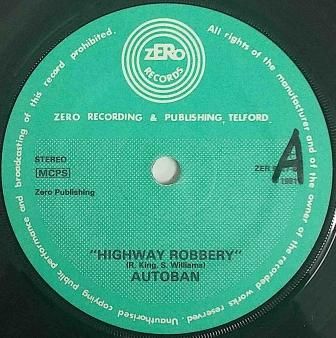 All rights of the manufacturer and of the owner of the recorded works reserved. Unauthorised copying public performance and broadcasting of this record prohibited.
ZERO
RECORDS
ZERO RECORDING & PUBLISHING, TELFORD.
STEREO
MCPS
Zero Publishing
ZER
A
1981
"HIGHWAY ROBBERY"
(R. King, S. Williams)
AUTOBAN